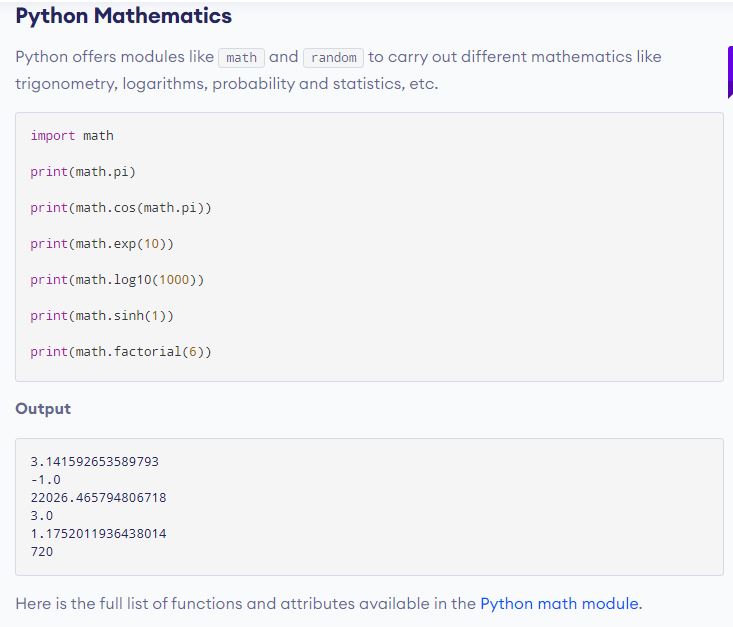 Python Mathematics
Python offers modules like math and random to carry out different mathematics like
trigonometry, logarithms, probability and statistics, etc.
import math
print(math.pi)
print(math.cos(math.pi))
print(math.exp(10))
print(math.log10(1000))
print(math.sinh(1))
print(math.factorial(6))
Output
3.141592653589793
-1.0
22026.465794806718
3.0
1.1752011936438014
720
Here is the full list of functions and attributes available in the Python math module.